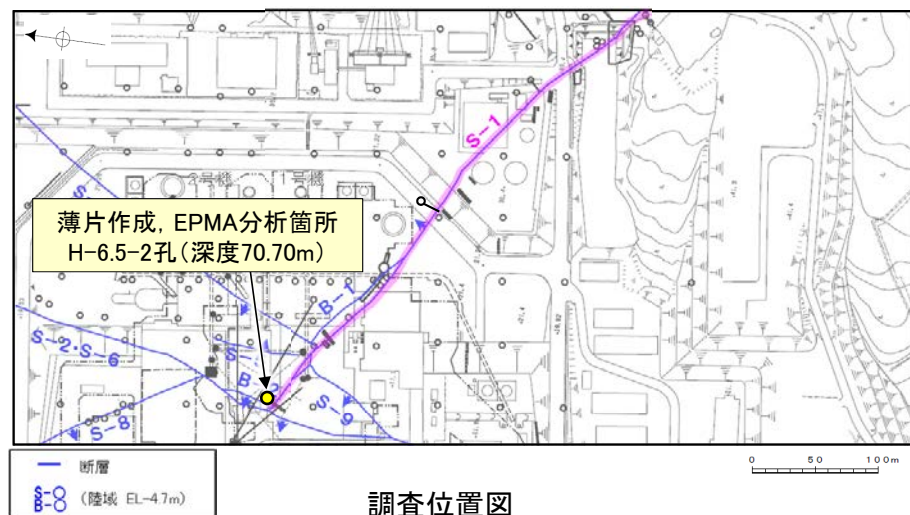 S-1
2号機
1号機
薄片作成, EPMA分析箇所
H-6.5-2孔(深度70.70m)
B-1
S-2・S-6
S-9
S-8
断層
S-○
B-○
(陸域 EL-4.7m)
0 50 100m
調査位置図